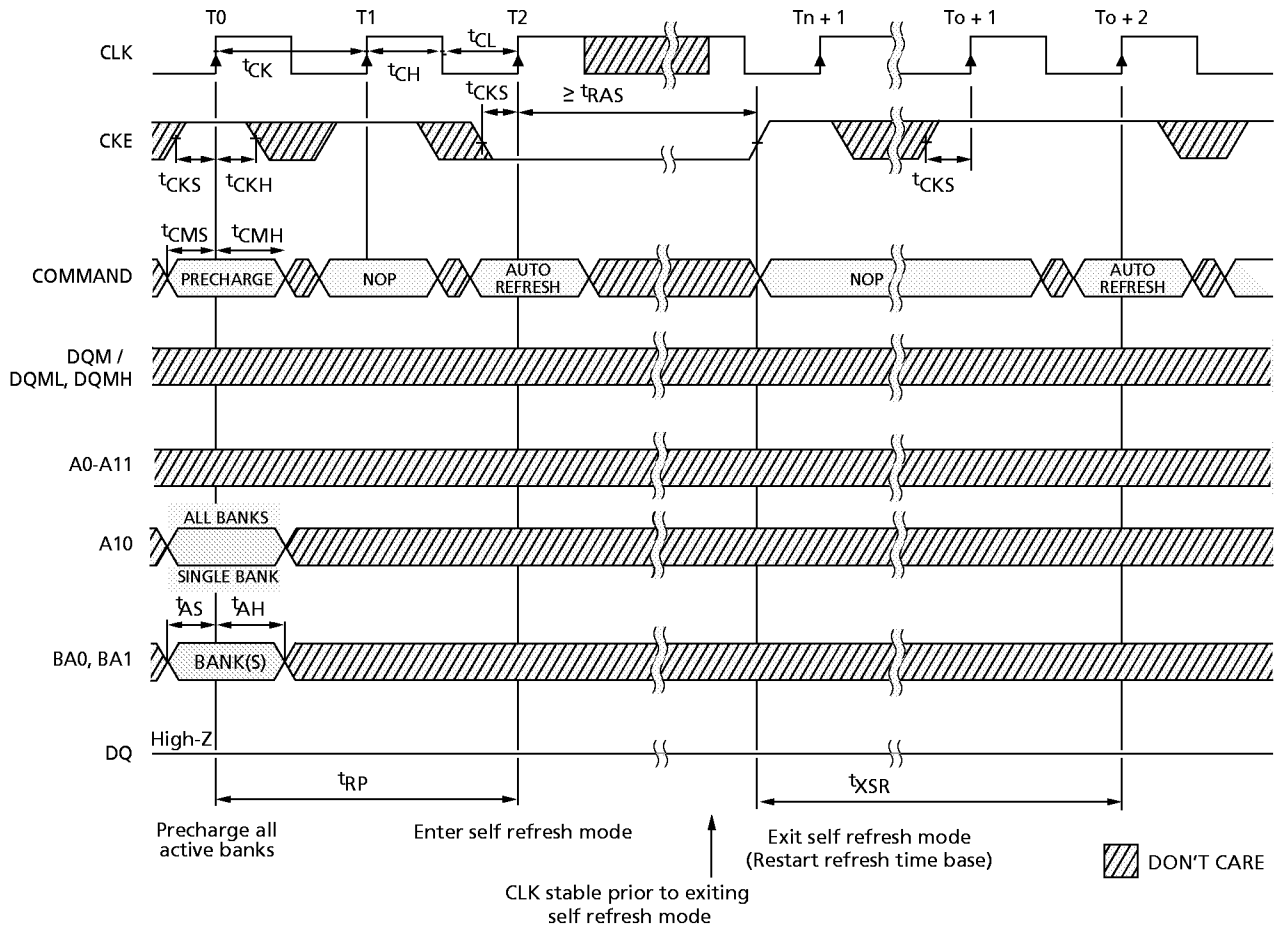 T0 T1 T2 Tn + 1 To + 1 To + 2
CLK
tCK tCH tCL
tCKS ≥ tRAS
CKE
tCKS tCKH tCKS
tCMS tCMH
COMMAND PRECHARGE NOP AUTO REFRESH NOP AUTO REFRESH
DQM /
DQML, DQMH
A0-A11
ALL BANKS
A10
SINGLE BANK
tAS tAH
BA0, BA1 BANK(S)
High-Z
DQ
tRP tXSR
Precharge all
active banks
Enter self refresh mode
CLK stable prior to exiting
self refresh mode
Exit self refresh mode
(Restart refresh time base)
DON'T CARE